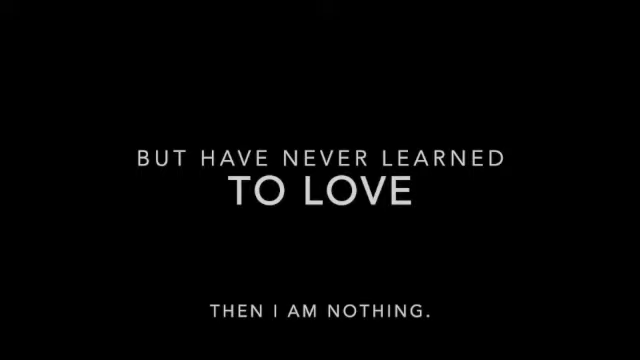 BUT HAVE NEVER LEARNED
TO LOVE
THEN I AM NOTHING.